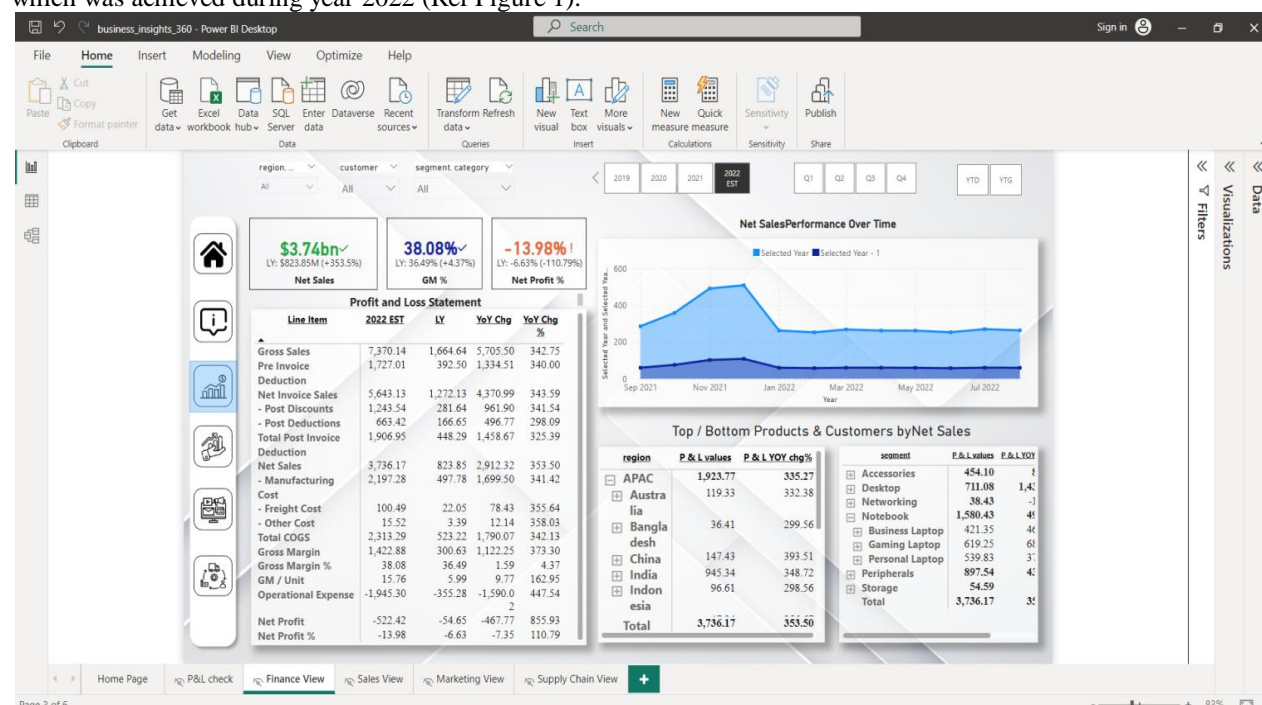 which was achieved during year 2022 (Ref Figure 1).
business_insights_360 - Power BI Desktop
Search
Sign in
File Home Insert Modeling View Optimize Help
Paste
Cut
Copy
Format painter
Get data
Excel workbook
Data hub
SQL Server
Enter data
Dataverse
Recent sources
Transform data
Refresh
New visual
Text box
More visuals
New measure
Quick measure
Sensitivity
Publish
Clipboard Data Queries Insert Calculations Sensitivity Share
region, ... customer segment, category
All All All
2019 2020 2021 2022 EST
Q1 Q2 Q3 Q4
YTD YTG
Filters
Visualizations
Data
$3.74bn
LY: $823.85M (+353.5%)
Net Sales
38.08%
LY: 36.49% (+4.37%)
GM %
-13.98% !
LY: -6.63% (-110.79%)
Net Profit %
Profit and Loss Statement
Line Item 2022 EST LY YoY Chg YoY Chg %
Gross Sales 7,370.14 1,664.64 5,705.50 342.75
Pre Invoice Deduction 1,727.01 392.50 1,334.51 340.00
Net Invoice Sales 5,643.13 1,272.13 4,370.99 343.59
- Post Discounts 1,243.54 281.64 961.90 341.54
- Post Deductions 663.42 166.65 496.77 298.09
Total Post Invoice Deduction 1,906.95 448.29 1,458.67 325.39
Net Sales 3,736.17 823.85 2,912.32 353.50
- Manufacturing Cost 2,197.28 497.78 1,699.50 341.42
- Freight Cost 100.49 22.05 78.43 355.64
- Other Cost 15.52 3.39 12.14 358.03
Total COGS 2,313.29 523.22 1,790.07 342.13
Gross Margin 1,422.88 300.63 1,122.25 373.30
Gross Margin % 38.08 36.49 1.59 4.37
GM / Unit 15.76 5.99 9.77 162.95
Operational Expense -1,945.30 -355.28 -1,590.02 447.54
Net Profit -522.42 -54.65 -467.77 855.93
Net Profit % -13.98 -6.63 -7.35 110.79
Net SalesPerformance Over Time
Selected Year Selected Year - 1
Selected Year and Selected Yea...
600
400
200
0
Sep 2021 Nov 2021 Jan 2022 Mar 2022 May 2022 Jul 2022
Year
Top / Bottom Products & Customers byNet Sales
region P & L values P & L YOY chg%
APAC 1,923.77 335.27
Australia 119.33 332.38
Bangladesh 36.41 299.56
China 147.43 393.51
India 945.34 348.72
Indonesia 96.61 298.56
Total 3,736.17 353.50
segment P & L values P & L YOY
Accessories 454.10
Desktop 711.08
Networking 38.43
Notebook 1,580.43
Business Laptop 421.35
Gaming Laptop 619.25
Personal Laptop 539.83
Peripherals 897.54
Storage 54.59
Total 3,736.17
Home Page P&L check Finance View Sales View Marketing View Supply Chain View
Page 3 of 6